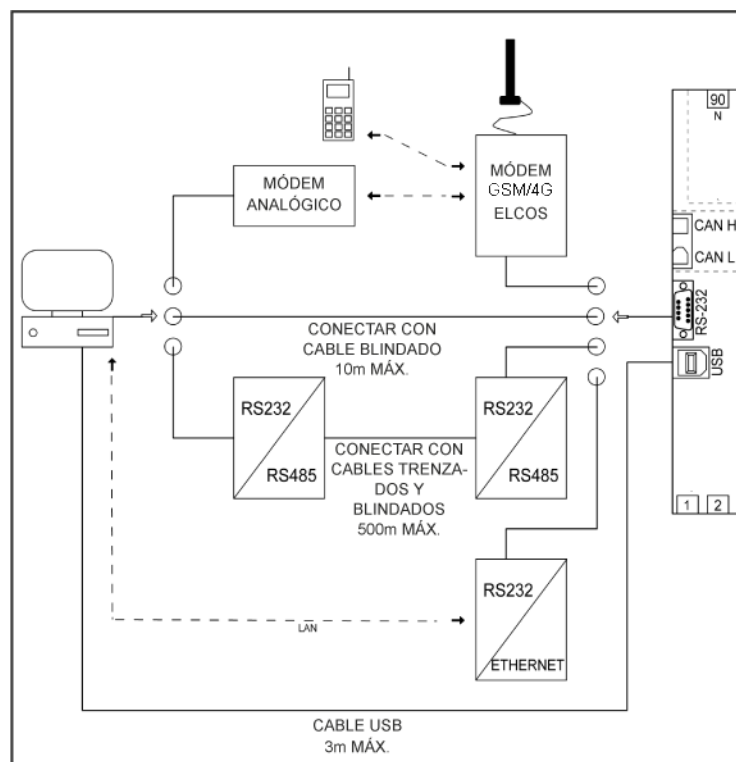 90
N
MÓDEM
GSM/4G
ELCOS
MÓDEM
ANALÓGICO
CAN H
CAN L
RS-232
CONECTAR CON
CABLE BLINDADO
10m MÁX.
USB
RS232
RS485
RS232
RS485
CONECTAR CON
CABLES TRENZA-
DOS Y
BLINDADOS
500m MÁX.
1 2
RS232
ETHERNET
LAN
CABLE USB
3m MÁX.